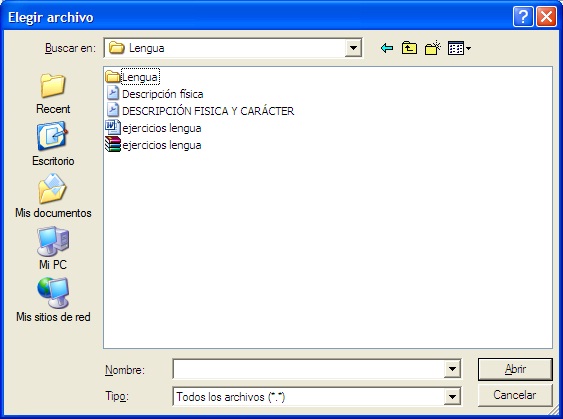 Elegir archivo
Buscar en: Lengua
Recent
Escritorio
Mis documentos
Mi PC
Mis sitios de red
Lengua
Descripción física
DESCRIPCIÓN FISICA Y CARÁCTER
ejercicios lengua
ejercicios lengua
Nombre:
Abrir
Tipo: Todos los archivos (*.*)
Cancelar